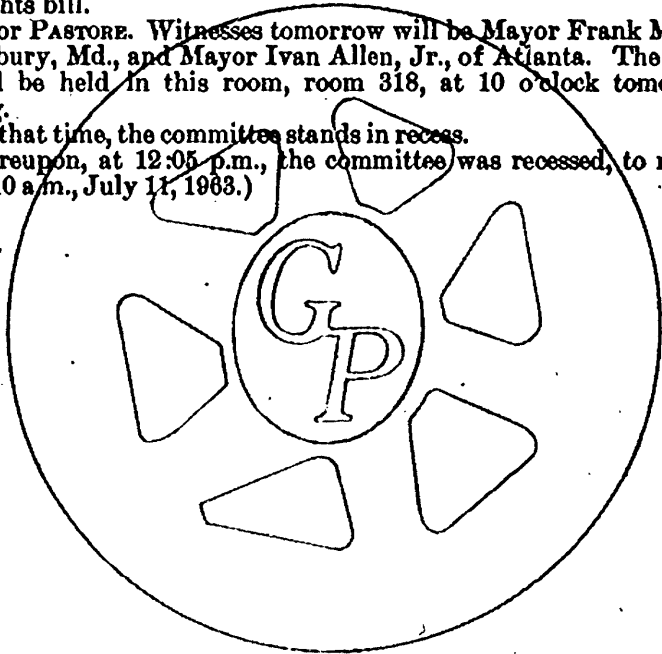 nts bill.
or PASTORE. Witnesses tomorrow will be Mayor Frank M
bury, Md., and Mayor Ivan Allen, Jr., of Atlanta. The
l be held in this room, room 318, at 10 o'clock tomo
g.
that time, the committee stands in recess.
reupon, at 12:05 p.m., the committee was recessed, to r
0 a.m., July 11, 1963.)
GP